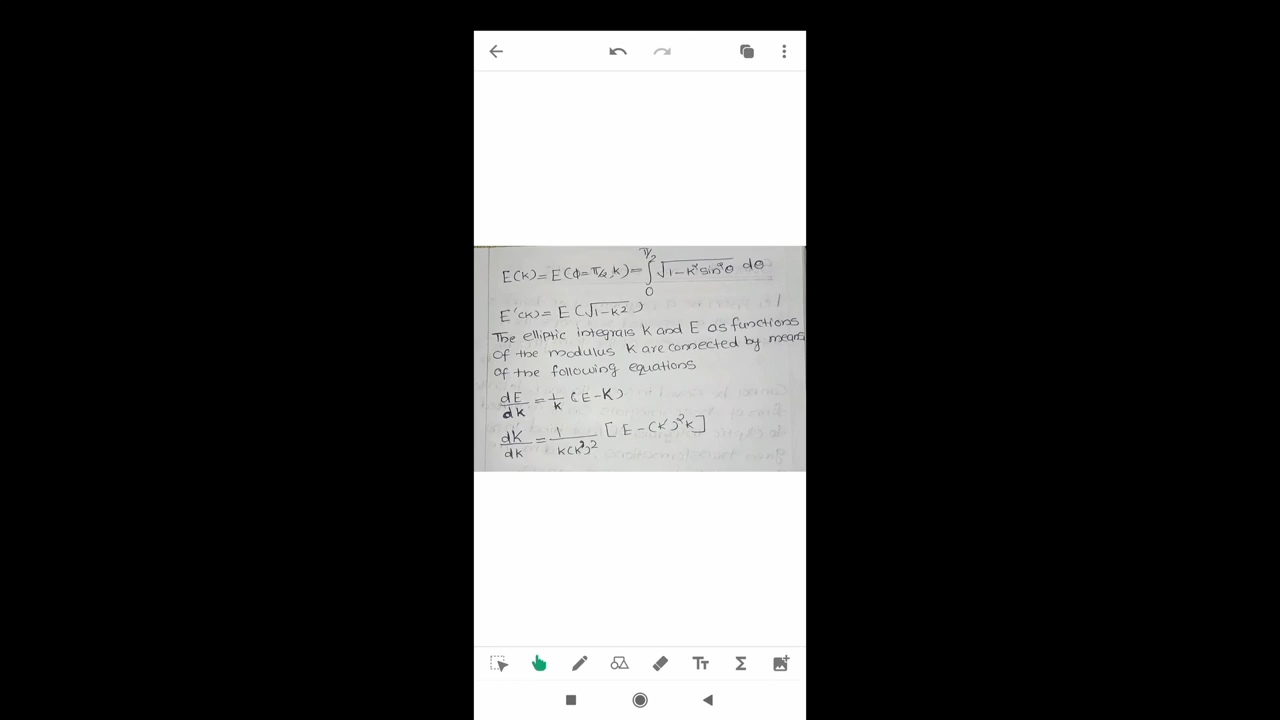 E(k)=E(ϕ=π/2,k)=∫₀^π/2 √1-k²sin²θ dθ
E'(k)= E (√1-k²)
The elliptic integrals K and E as functions
of the modulus K are connected by means
of the following equations
dE/dk = 1/k (E-K)
dK/dk = 1/k(k')² [E-(k')²K]
Tт
Σ